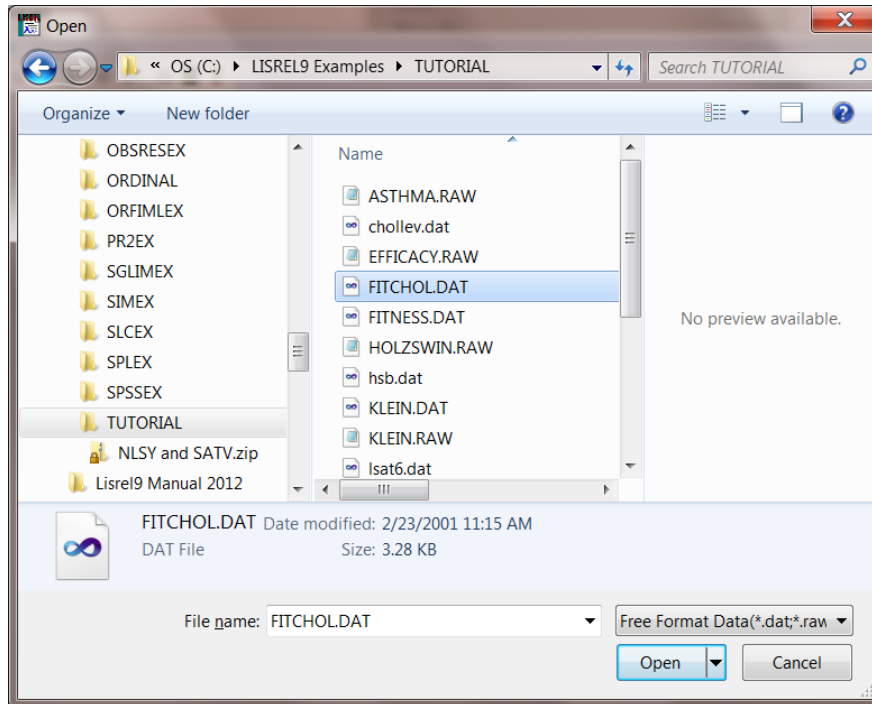 Open
« OS (C:) ▸ LISREL9 Examples ▸ TUTORIAL
Search TUTORIAL
Organize
New folder
OBSRESEX
ORDINAL
ORFIMLEX
PR2EX
SGLIMEX
SIMEX
SLCEX
SPLEX
SPSSEX
TUTORIAL
NLSY and SATV.zip
Lisrel9 Manual 2012
Name
ASTHMA.RAW
chollev.dat
EFFICACY.RAW
FITCHOL.DAT
FITNESS.DAT
HOLZSWIN.RAW
hsb.dat
KLEIN.DAT
KLEIN.RAW
lsat6.dat
No preview available.
FITCHOL.DAT Date modified: 2/23/2001 11:15 AM
DAT File Size: 3.28 KB
File name: FITCHOL.DAT
Free Format Data(*.dat;*.raw
Open
Cancel